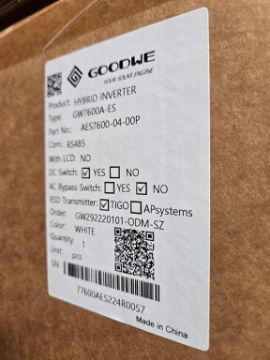 GOODWE
YOUR SOLAR ENGINE
Product: HYBRID INVERTER
Type: GW7600A-ES
Part No.: AES7600-04-00P
Com.: RS485
With LCD: NO
DC Switch: ☑ YES ☐ NO
AC Bypass Switch: ☐ YES ☑ NO
RSD Transmitter: ☑ TIGO ☐ APsystems
Order: GW292220101-ODM-SZ
Color: WHITE
Quantity: 1
Unit: pcs
SN:
77600AES224R0057
Made in China